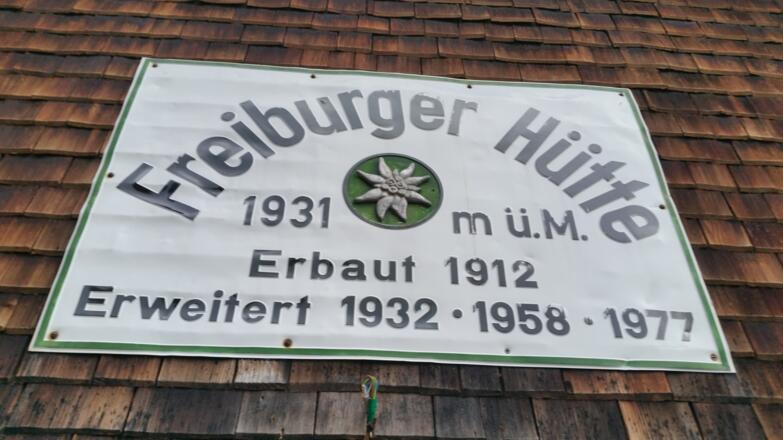 Freiburger Hütte
1931 m ü.M.
Erbaut 1912
Erweitert 1932 · 1958 · 1977